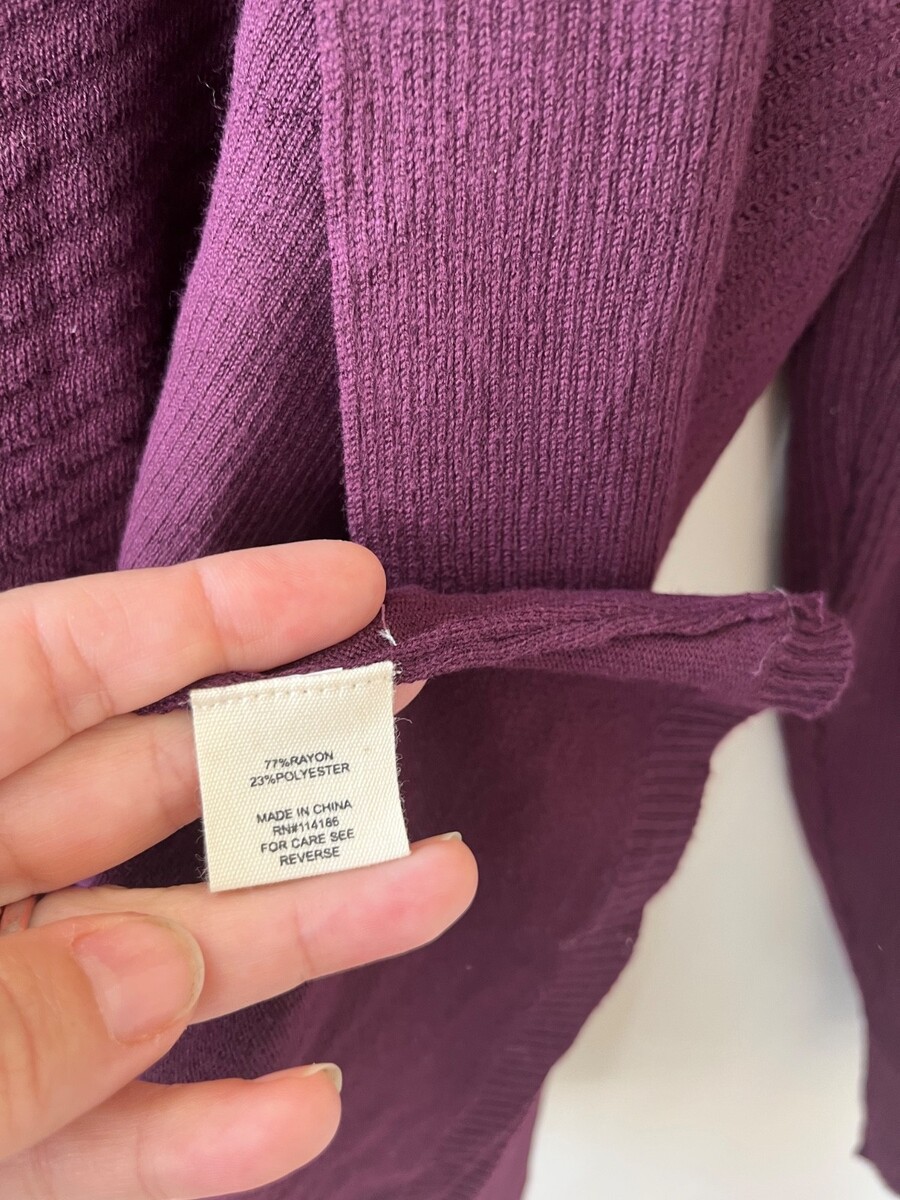 77%RAYON
23%POLYESTER
MADE IN CHINA
RN#114186
FOR CARE SEE
REVERSE